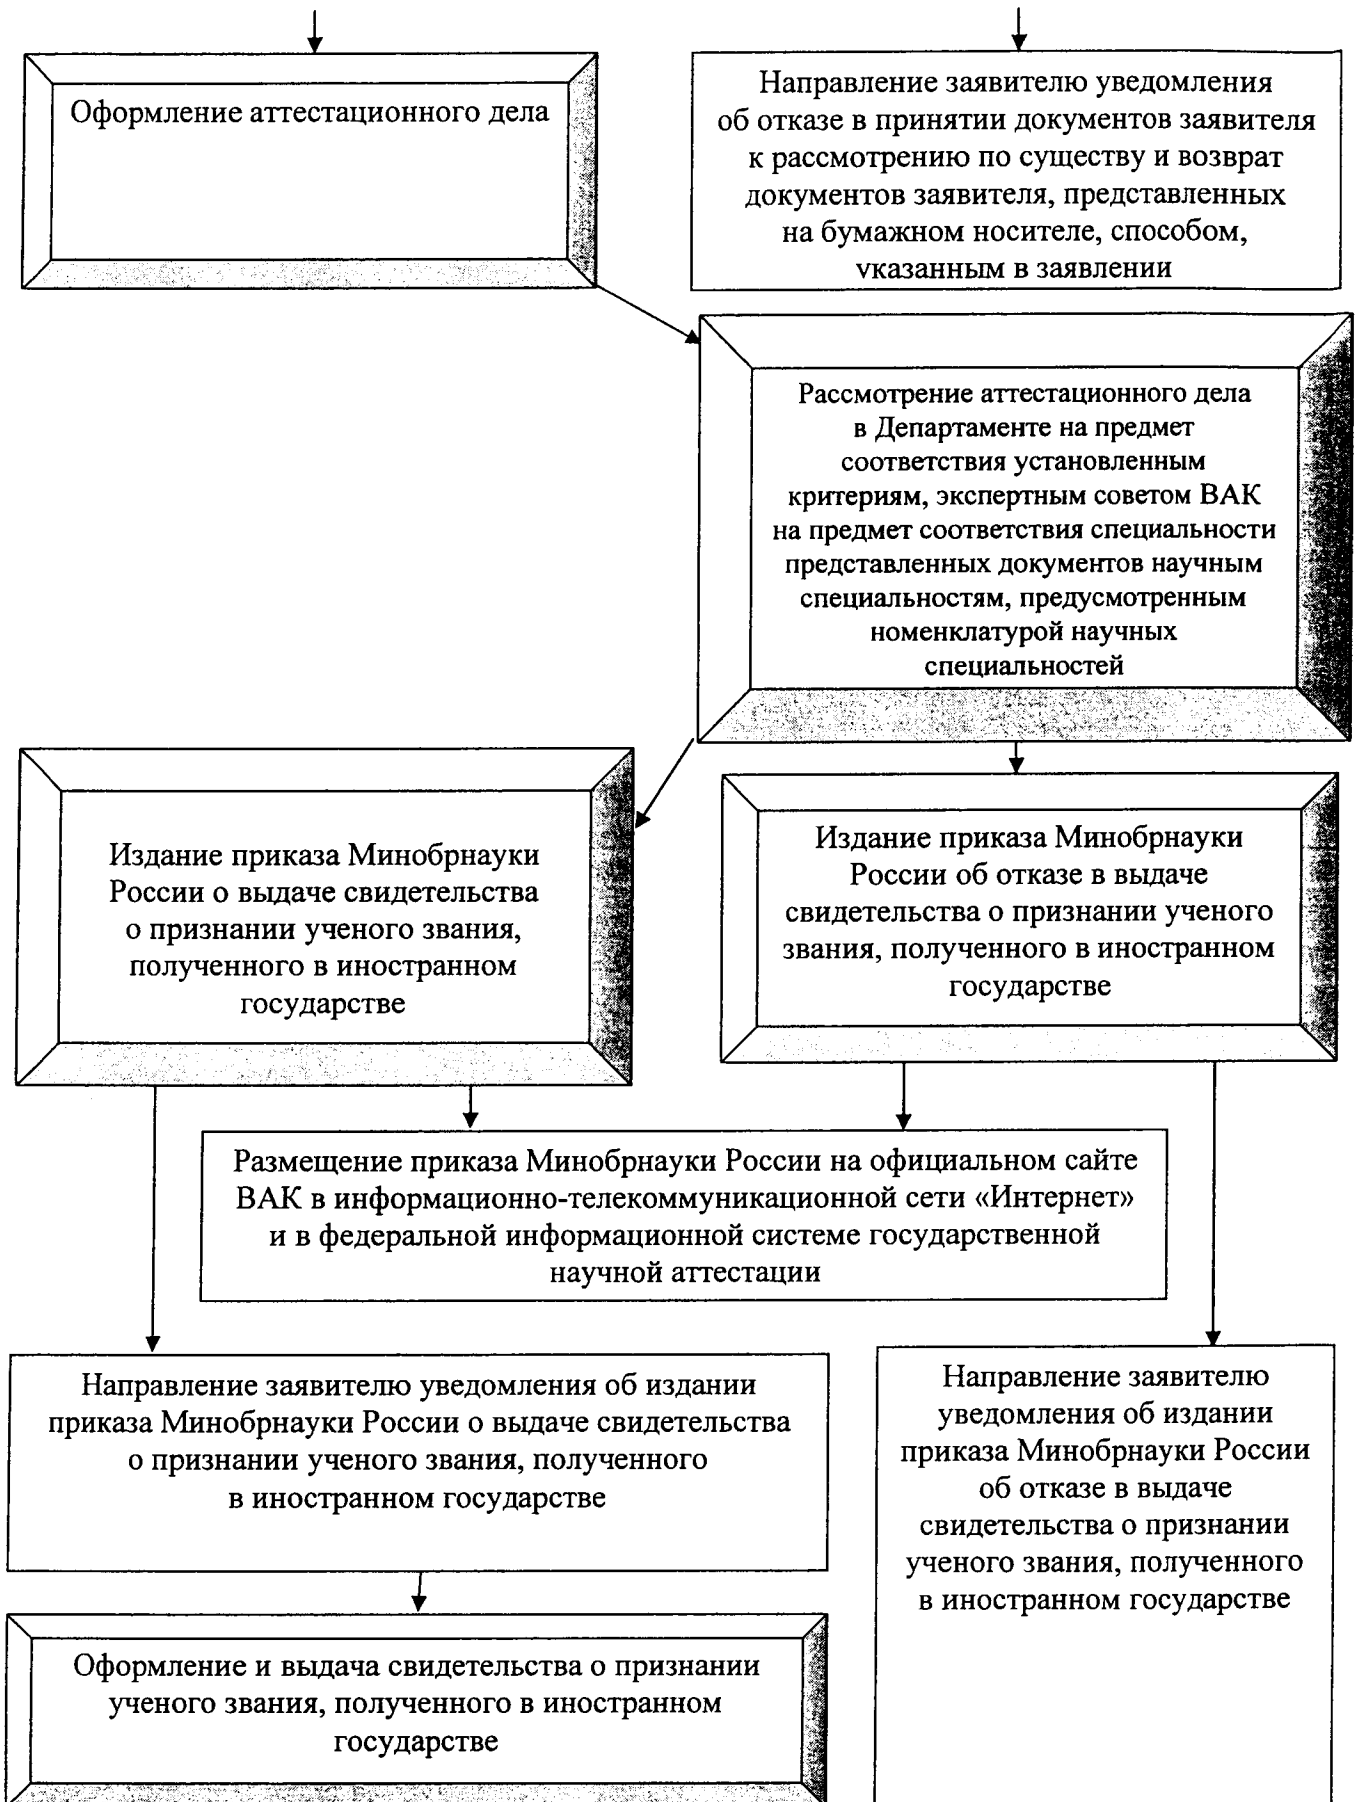 Оформление аттестационного дела
Направление заявителю уведомления
об отказе в принятии документов заявителя
к рассмотрению по существу и возврат
документов заявителя, представленных
на бумажном носителе, способом,
указанным в заявлении
Рассмотрение аттестационного дела
в Департаменте на предмет
соответствия установленным
критериям, экспертным советом ВАК
на предмет соответствия специальности
представленных документов научным
специальностям, предусмотренным
номенклатурой научных
специальностей
Издание приказа Минобрнауки
России о выдаче свидетельства
о признании ученого звания,
полученного в иностранном
государстве
Издание приказа Минобрнауки
России об отказе в выдаче
свидетельства о признании ученого
звания, полученного в иностранном
государстве
Размещение приказа Минобрнауки России на официальном сайте
ВАК в информационно-телекоммуникационной сети «Интернет»
и в федеральной информационной системе государственной
научной аттестации
Направление заявителю уведомления об издании
приказа Минобрнауки России о выдаче свидетельства
о признании ученого звания, полученного
в иностранном государстве
Направление заявителю
уведомления об издании
приказа Минобрнауки России
об отказе в выдаче
свидетельства о признании
ученого звания, полученного
в иностранном государстве
Оформление и выдача свидетельства о признании
ученого звания, полученного в иностранном
государстве